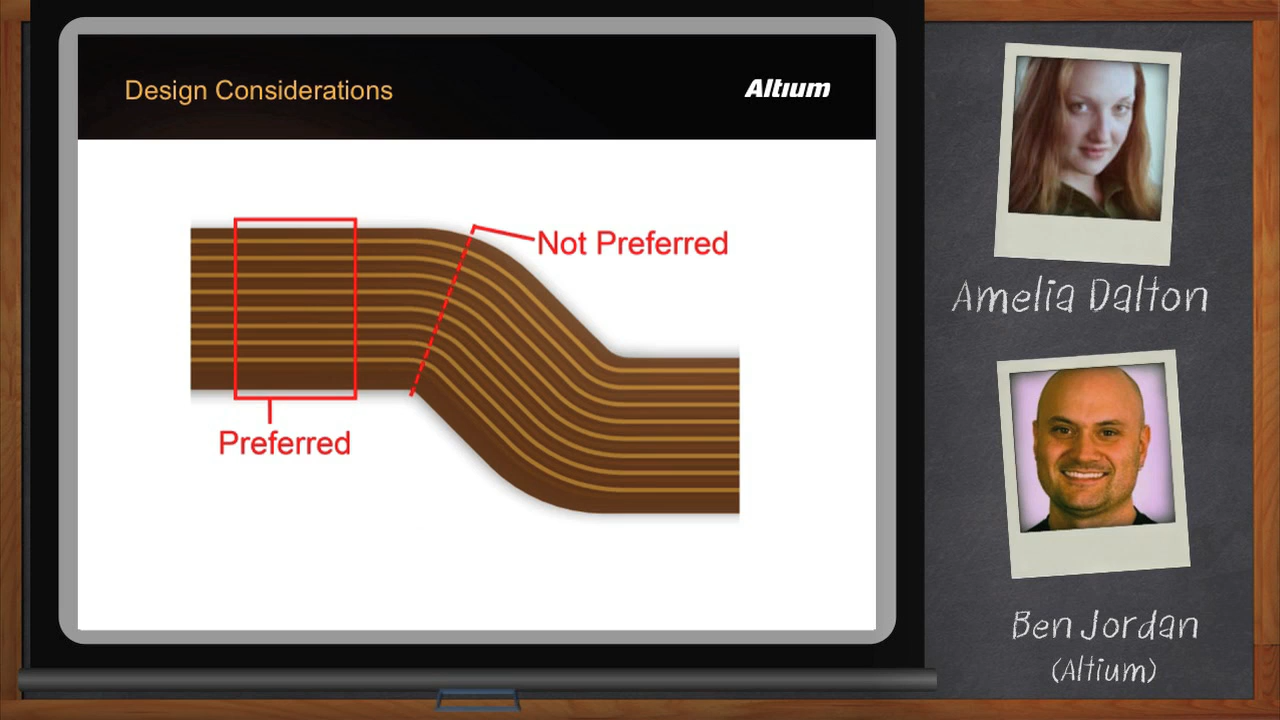 Design Considerations
Altium
Not Preferred
Preferred
Amelia Dalton
Ben Jordan
(Altium)